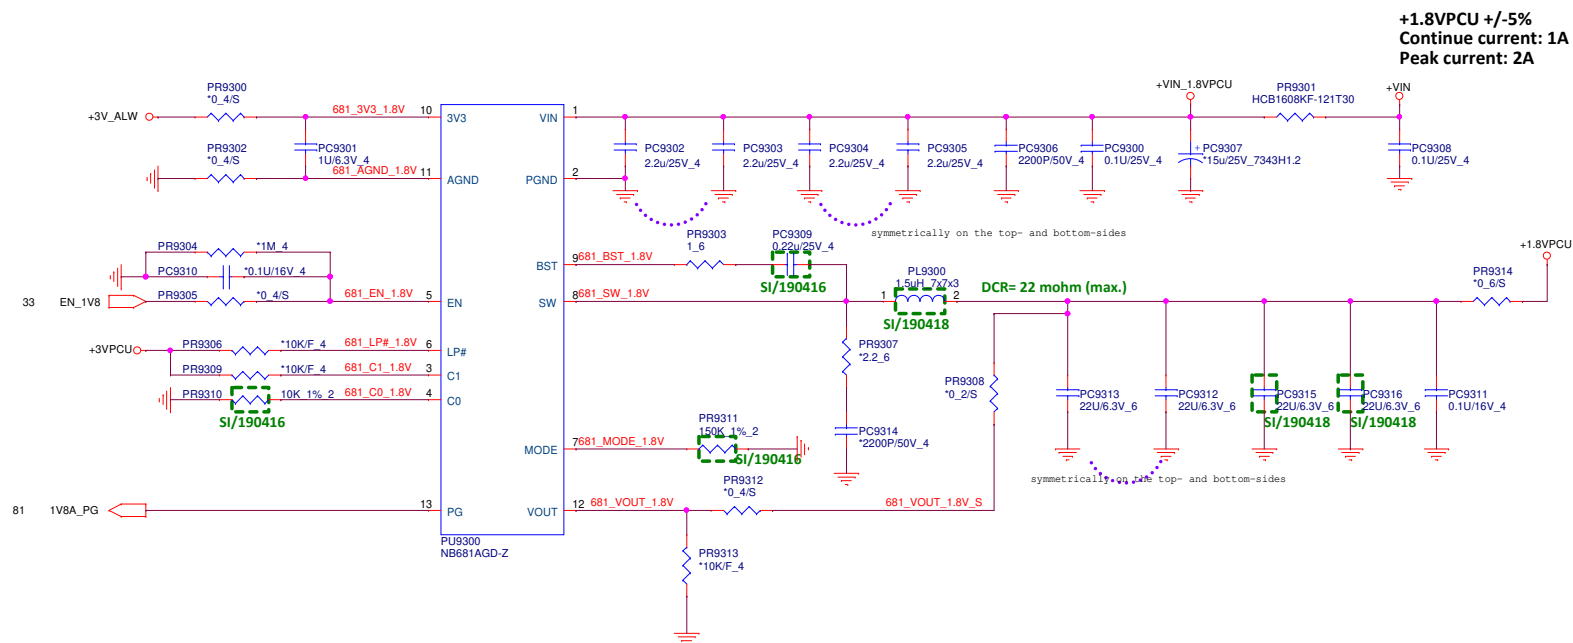 +1.8VPCU +/-5%
Continue current: 1A
Peak current: 2A
+VIN_1.8VPCU
PR9301
HCB1608KF-121T30
+VIN
PR9300
*0_4/S
+3V_ALW
681_3V3_1.8V
10
3V3
VIN
1
PR9302
*0_4/S
PC9301
1U/6.3V_4
681_AGND_1.8V
11
AGND
PGND
2
PC9302
2.2u/25V_4
PC9303
2.2u/25V_4
PC9304
2.2u/25V_4
PC9305
2.2u/25V_4
PC9306
2200P/50V_4
PC9300
0.1U/25V_4
+
PC9307
*15u/25V_7343H1.2
PC9308
0.1U/25V_4
symmetrically on the top- and bottom-sides
PR9304
*1M_4
PC9310
*0.1U/16V_4
33
EN_1V8
PR9305
*0_4/S
681_EN_1.8V
5
EN
BST
9
681_BST_1.8V
PR9303
1_6
PC9309
0.22u/25V_4
SI/190416
SW
8
681_SW_1.8V
PL9300
1.5uH_7x7x3
1
2
SI/190418
DCR= 22 mohm (max.)
PR9314
*0_6/S
+1.8VPCU
+3VPCU
PR9306
*10K/F_4
681_LP#_1.8V
6
LP#
PR9309
*10K/F_4
681_C1_1.8V
3
C1
PR9310
10K_1%_2
681_C0_1.8V
4
C0
SI/190416
PR9307
*2.2_6
PC9314
*2200P/50V_4
PR9308
*0_2/S
PC9313
22U/6.3V_6
PC9312
22U/6.3V_6
PC9315
22U/6.3V_6
SI/190418
PC9316
22U/6.3V_6
SI/190418
PC9311
0.1U/16V_4
symmetrically on the top- and bottom-sides
MODE
7
681_MODE_1.8V
PR9311
150K_1%_2
SI/190416
81
1V8A_PG
13
PG
VOUT
12
681_VOUT_1.8V
PR9312
*0_4/S
681_VOUT_1.8V_S
PU9300
NB681AGD-Z
PR9313
*10K/F_4